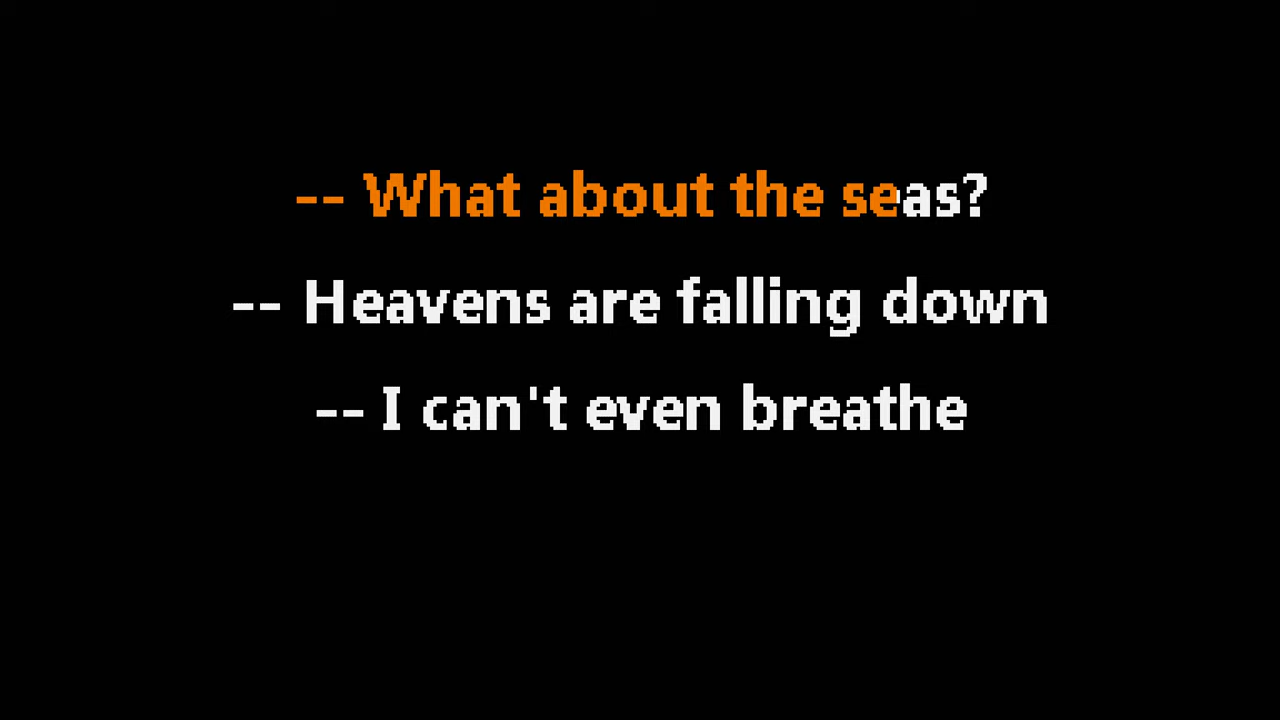 -- What about the seas?
-- Heavens are falling down
-- I can't even breathe